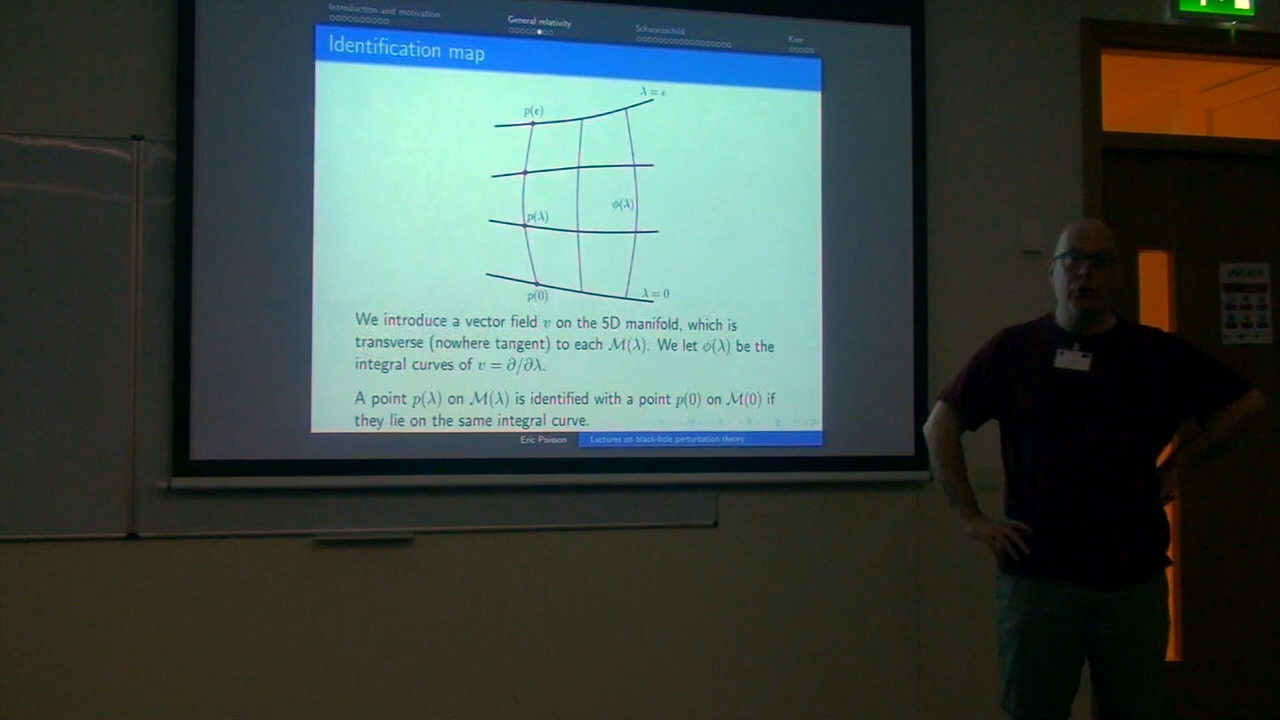 Introduction and motivation
General relativity
Schwarzschild
Kerr
Identification map
λ = ϵ
p(ϵ)
p(λ)
ϕ(λ)
p(0)
λ = 0
We introduce a vector field v on the 5D manifold, which is
transverse (nowhere tangent) to each M(λ). We let ϕ(λ) be the
integral curves of v = ∂/∂λ.
A point p(λ) on M(λ) is identified with a point p(0) on M(0) if
they lie on the same integral curve.
Eric Poisson
Lectures on black-hole perturbation theory